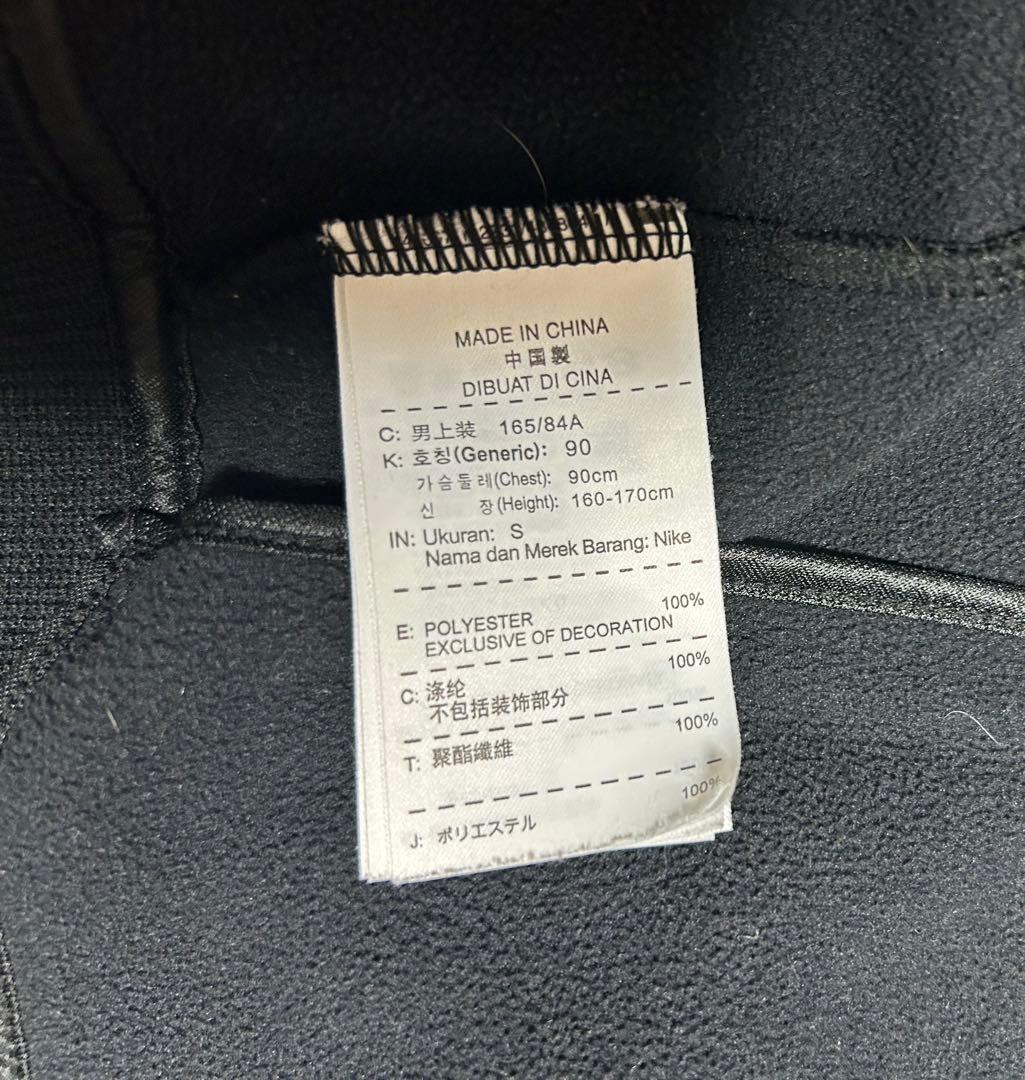 MADE IN CHINA
中国製
DIBUAT DI CINA
C: 男上装 165/84A
K: 호칭(Generic): 90
가슴둘레(Chest): 90cm
신 장(Height): 160-170cm
IN: Ukuran: S
Nama dan Merek Barang: Nike
100%
E: POLYESTER
EXCLUSIVE OF DECORATION
100%
C: 涤纶
不包括装饰部分
100%
T: 聚酯纖維
100%
J: ポリエステル